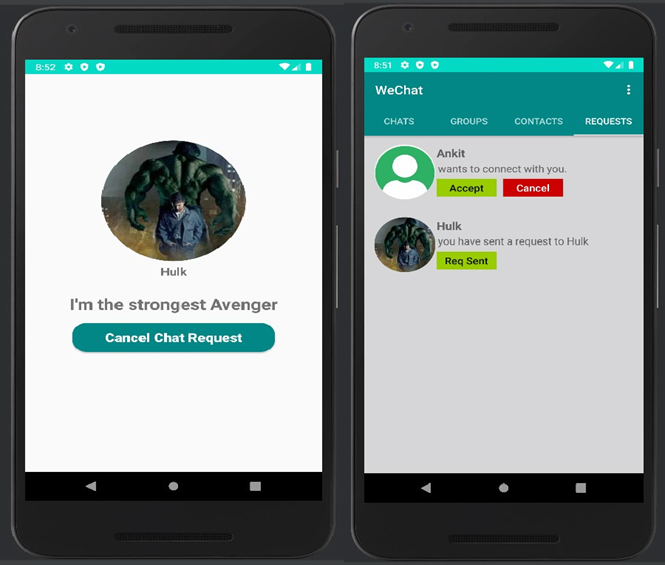 8:52
Hulk
I'm the strongest Avenger
Cancel Chat Request
8:51
WeChat
CHATS GROUPS CONTACTS REQUESTS
Ankit
wants to connect with you.
Accept Cancel
Hulk
you have sent a request to Hulk
Req Sent